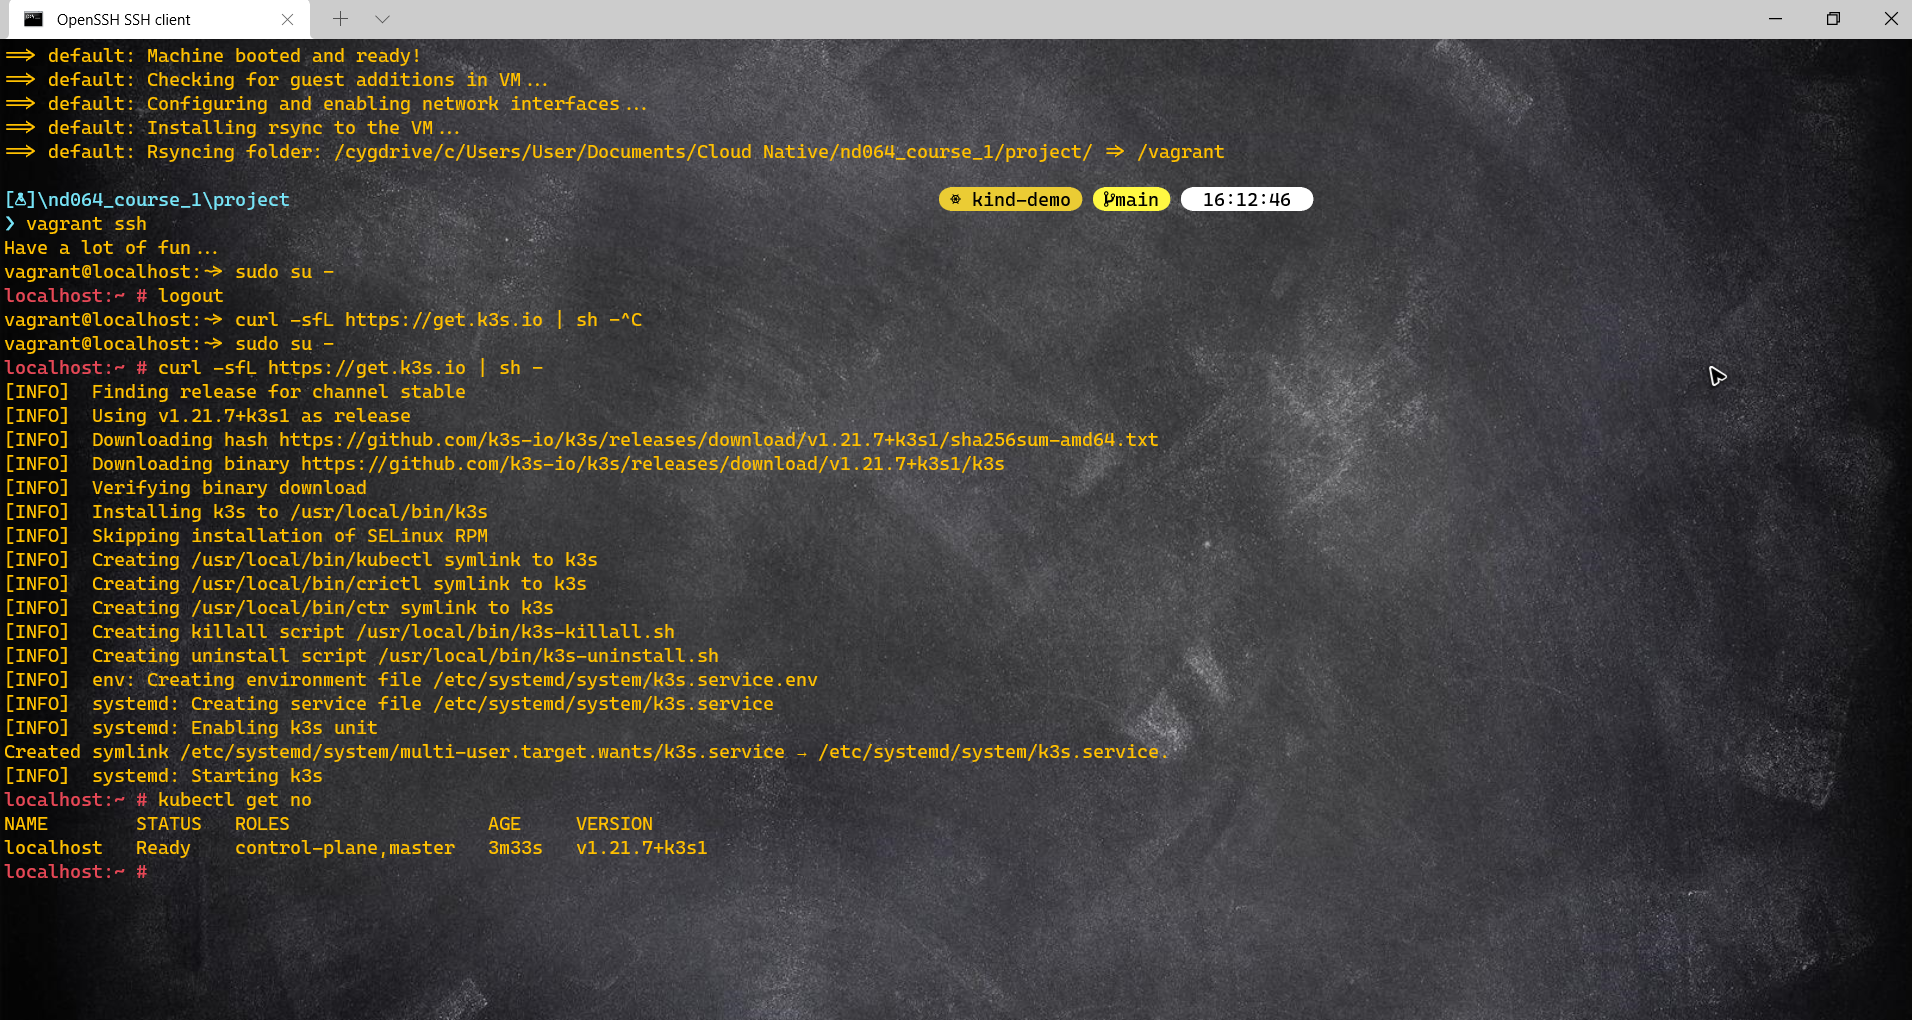 OpenSSH SSH client
==> default: Machine booted and ready!
==> default: Checking for guest additions in VM...
==> default: Configuring and enabling network interfaces...
==> default: Installing rsync to the VM...
==> default: Rsyncing folder: /cygdrive/c/Users/User/Documents/Cloud Native/nd064_course_1/project/ => /vagrant
[]\nd064_course_1\project kind-demo main 16:12:46
❯ vagrant ssh
Have a lot of fun...
vagrant@localhost:~> sudo su -
localhost:~ # logout
vagrant@localhost:~> curl -sfL https://get.k3s.io | sh -^C
vagrant@localhost:~> sudo su -
localhost:~ # curl -sfL https://get.k3s.io | sh -
[INFO]  Finding release for channel stable
[INFO]  Using v1.21.7+k3s1 as release
[INFO]  Downloading hash https://github.com/k3s-io/k3s/releases/download/v1.21.7+k3s1/sha256sum-amd64.txt
[INFO]  Downloading binary https://github.com/k3s-io/k3s/releases/download/v1.21.7+k3s1/k3s
[INFO]  Verifying binary download
[INFO]  Installing k3s to /usr/local/bin/k3s
[INFO]  Skipping installation of SELinux RPM
[INFO]  Creating /usr/local/bin/kubectl symlink to k3s
[INFO]  Creating /usr/local/bin/crictl symlink to k3s
[INFO]  Creating /usr/local/bin/ctr symlink to k3s
[INFO]  Creating killall script /usr/local/bin/k3s-killall.sh
[INFO]  Creating uninstall script /usr/local/bin/k3s-uninstall.sh
[INFO]  env: Creating environment file /etc/systemd/system/k3s.service.env
[INFO]  systemd: Creating service file /etc/systemd/system/k3s.service
[INFO]  systemd: Enabling k3s unit
Created symlink /etc/systemd/system/multi-user.target.wants/k3s.service → /etc/systemd/system/k3s.service.
[INFO]  systemd: Starting k3s
localhost:~ # kubectl get no
NAME        STATUS   ROLES                  AGE     VERSION
localhost   Ready    control-plane,master   3m33s   v1.21.7+k3s1
localhost:~ #